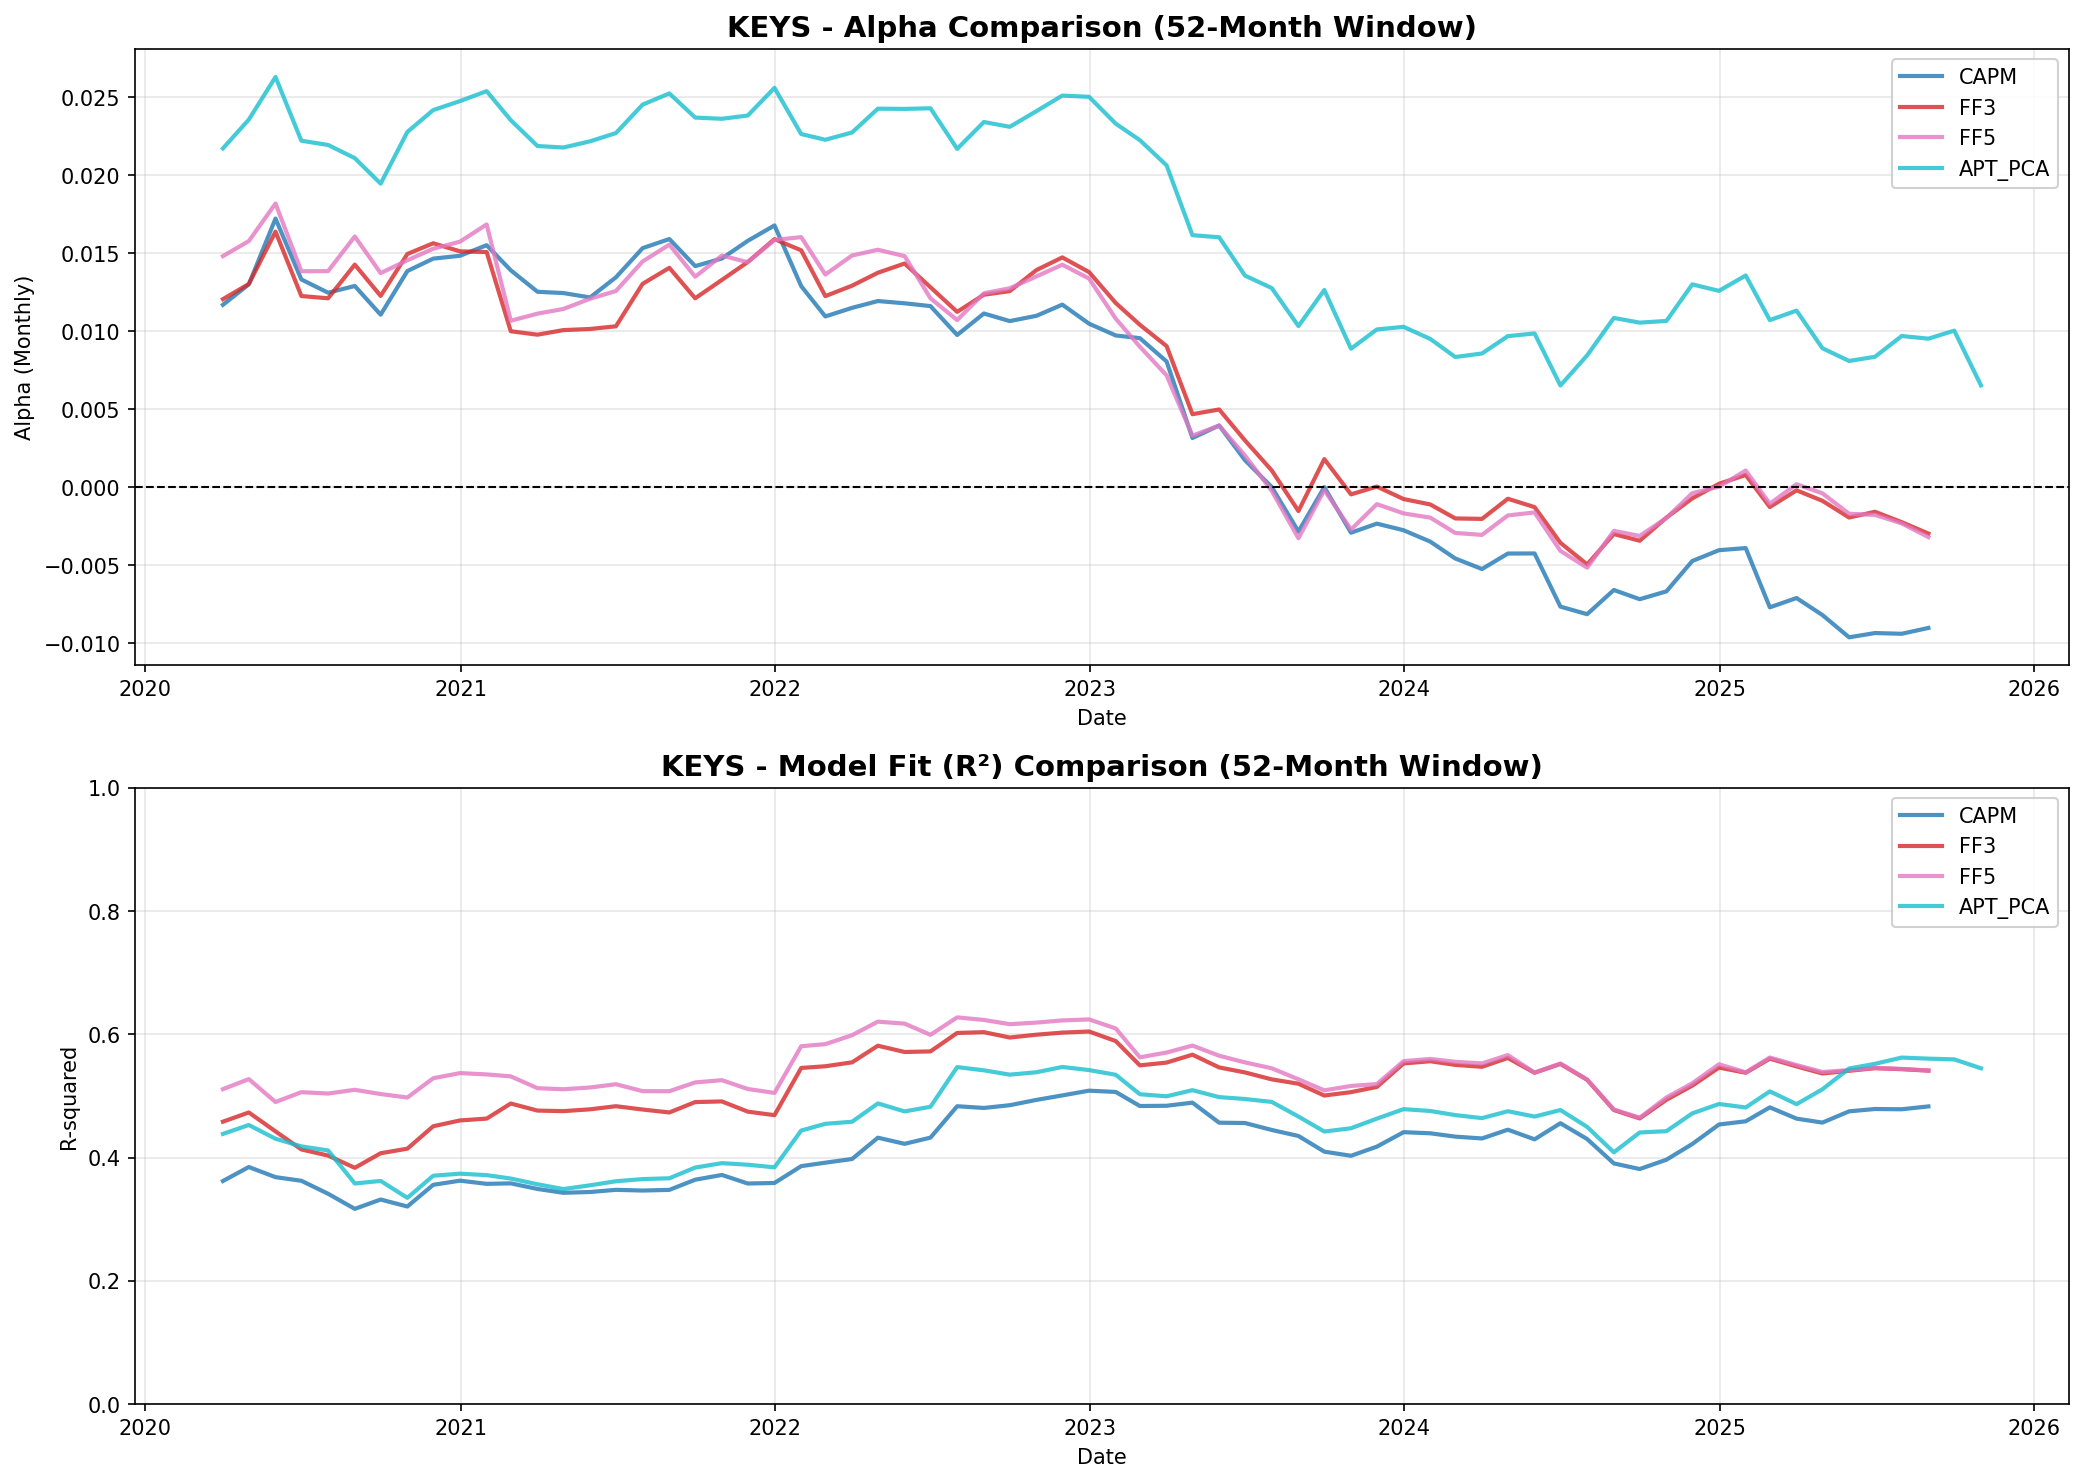 KEYS - Alpha Comparison (52-Month Window)
Alpha (Monthly)
0.025
0.020
0.015
0.010
0.005
0.000
−0.005
−0.010
CAPM
FF3
FF5
APT_PCA
2020 2021 2022 2023 2024 2025 2026
Date
KEYS - Model Fit (R²) Comparison (52-Month Window)
R-squared
1.0
0.8
0.6
0.4
0.2
0.0
CAPM
FF3
FF5
APT_PCA
2020 2021 2022 2023 2024 2025 2026
Date